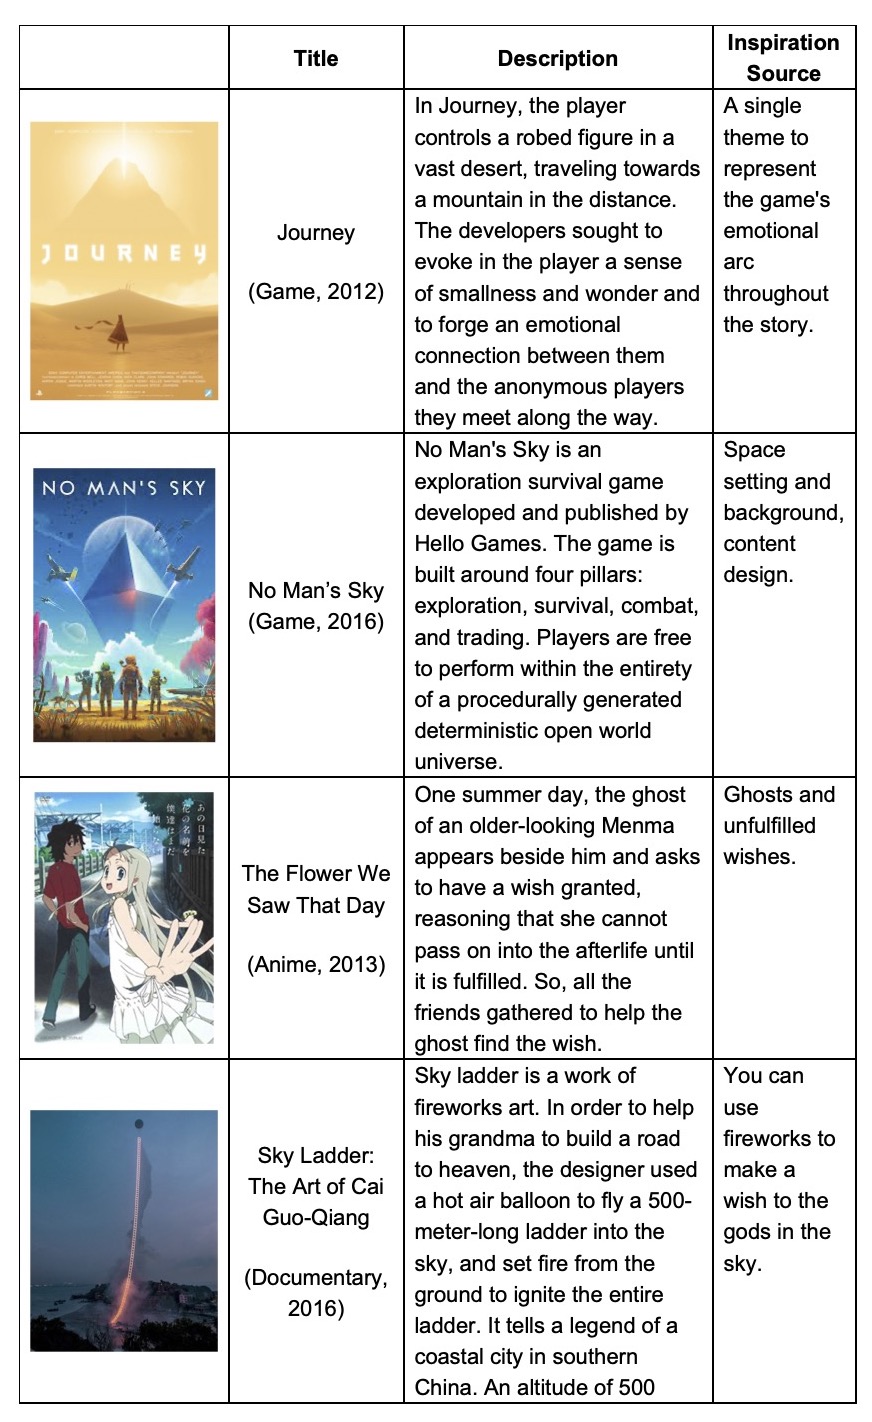 Title
Description
Inspiration
Source
JOURNEY
Journey
(Game, 2012)
In Journey, the player
controls a robed figure in a
vast desert, traveling towards
a mountain in the distance.
The developers sought to
evoke in the player a sense
of smallness and wonder and
to forge an emotional
connection between them
and the anonymous players
they meet along the way.
A single
theme to
represent
the game's
emotional
arc
throughout
the story.
NO MAN'S SKY
No Man’s Sky
(Game, 2016)
No Man's Sky is an
exploration survival game
developed and published by
Hello Games. The game is
built around four pillars:
exploration, survival, combat,
and trading. Players are free
to perform within the entirety
of a procedurally generated
deterministic open world
universe.
Space
setting and
background,
content
design.
あの日見た
花の名前を
僕達はまだ
知らない
The Flower We
Saw That Day
(Anime, 2013)
One summer day, the ghost
of an older-looking Menma
appears beside him and asks
to have a wish granted,
reasoning that she cannot
pass on into the afterlife until
it is fulfilled. So, all the
friends gathered to help the
ghost find the wish.
Ghosts and
unfulfilled
wishes.
Sky Ladder:
The Art of Cai
Guo-Qiang
(Documentary,
2016)
Sky ladder is a work of
fireworks art. In order to help
his grandma to build a road
to heaven, the designer used
a hot air balloon to fly a 500-
meter-long ladder into the
sky, and set fire from the
ground to ignite the entire
ladder. It tells a legend of a
coastal city in southern
China. An altitude of 500
You can
use
fireworks to
make a
wish to the
gods in the
sky.